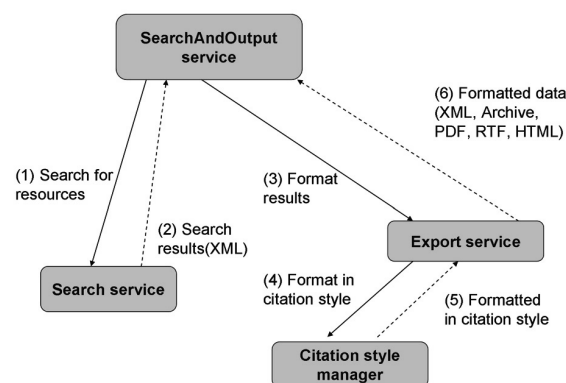 SearchAndOutput
service
(6) Formatted data
(XML, Archive,
PDF, RTF, HTML)
(1) Search for
resources
(3) Format
results
(2) Search
results(XML)
Export service
Search service
(4) Format in
citation style
(5) Formatted
in citation style
Citation style
manager